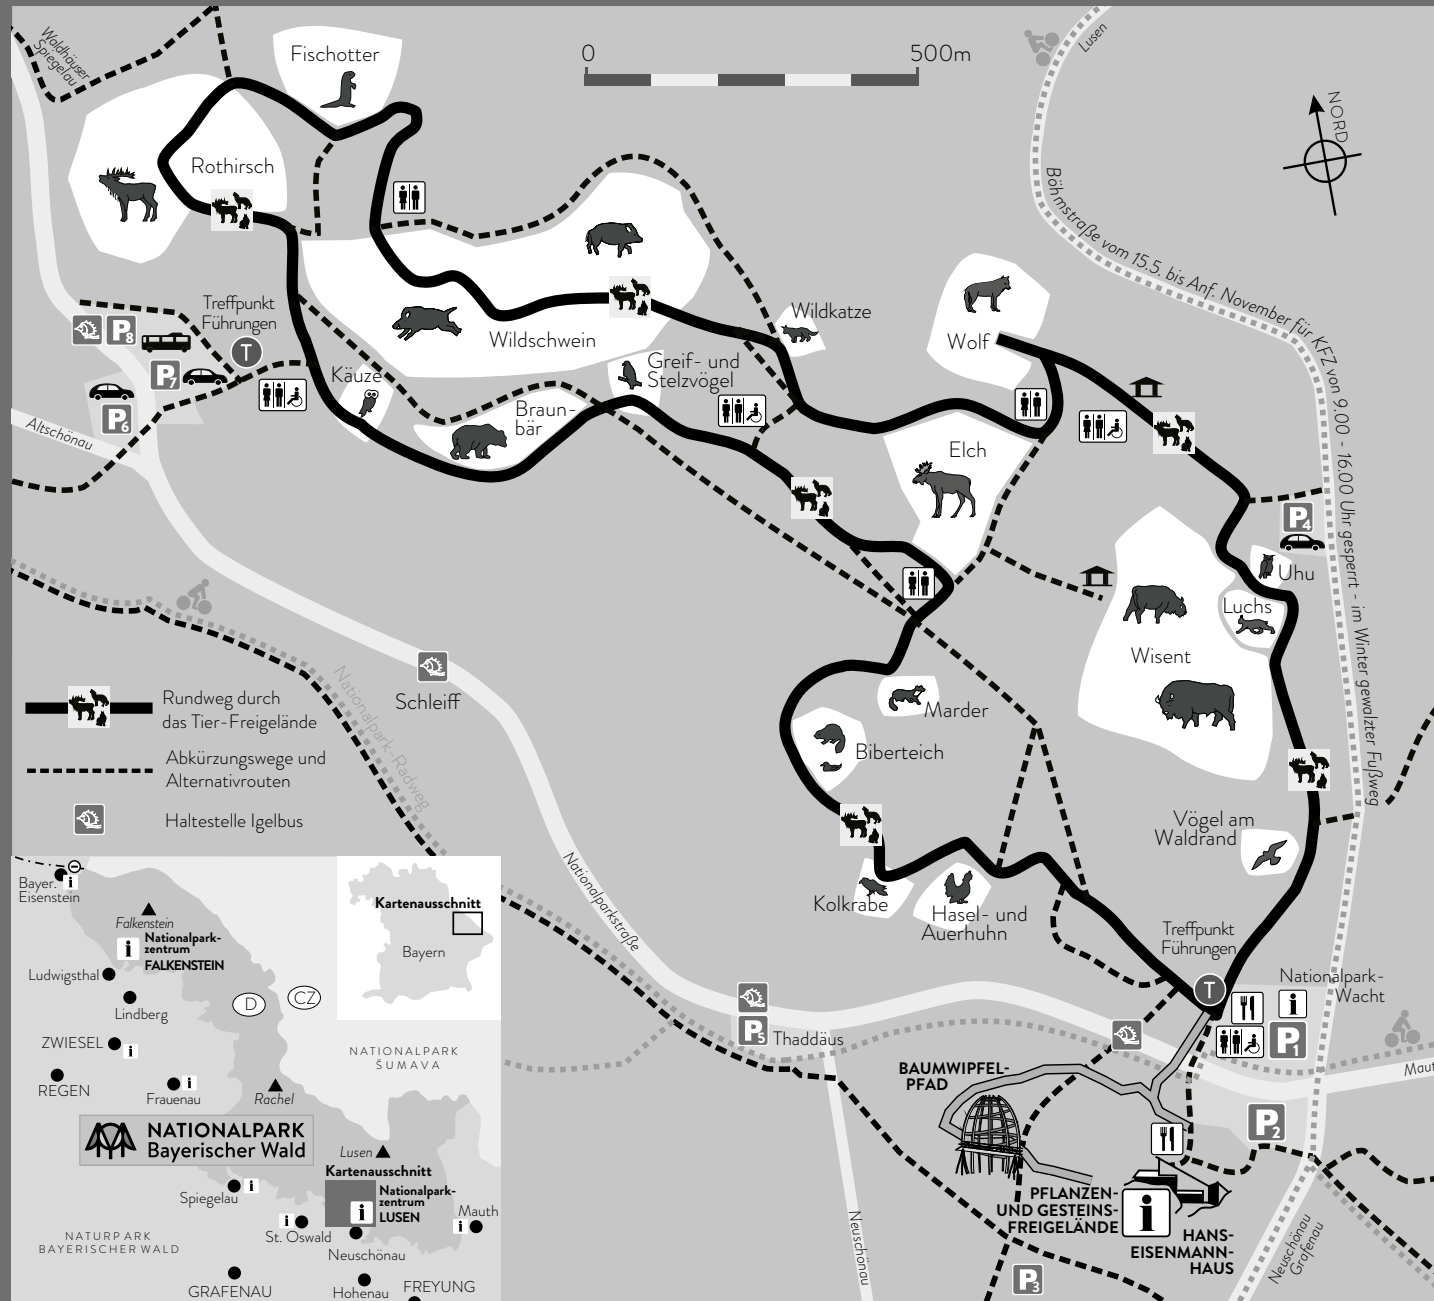 Waldhäuser
Spiegelau
Fischotter
0
500m
Lusen
NORD
Rothirsch
Böhmstraße vom 15.5. bis Anf. November für KFZ von 9.00 - 16.00 Uhr gesperrt - im Winter gewalzter Fußweg
Treffpunkt
Führungen
T
P8
P7
P6
Altschönau
Wildschwein
Wildkatze
Wolf
Käuze
Greif- und
Stelzvögel
Braun-
bär
Elch
P4
Uhu
Luchs
Wisent
Schleiff
Nationalpark-Radweg
Marder
Biberteich
Rundweg durch
das Tier-Freigelände
Abkürzungswege und
Alternativrouten
Haltestelle Igelbus
Vögel am
Waldrand
Kolkrabe
Hasel- und
Auerhuhn
Nationalparkstraße
Treffpunkt
Führungen
T
Nationalpark-
Wacht
i
P1
P5
Thaddäus
Maut
BAUMWIPFEL-
PFAD
P2
PFLANZEN-
UND GESTEINS-
FREIGELÄNDE
i
HANS-
EISENMANN-
HAUS
P3
Neuschönau
Neuschönau
Grafenau
Bayer.
Eisenstein
i
Falkenstein
i
Nationalpark-
zentrum
FALKENSTEIN
Kartenausschnitt
Bayern
Ludwigsthal
Lindberg
D
CZ
ZWIESEL
i
REGEN
Frauenau
i
Rachel
NATIONALPARK
ŠUMAVA
NATIONALPARK
Bayerischer Wald
Lusen
Kartenausschnitt
Nationalpark-
zentrum
LUSEN
i
Spiegelau
i
St. Oswald
i
Mauth
i
Neuschönau
NATURPARK
BAYERISCHER WALD
GRAFENAU
Hohenau
FREYUNG